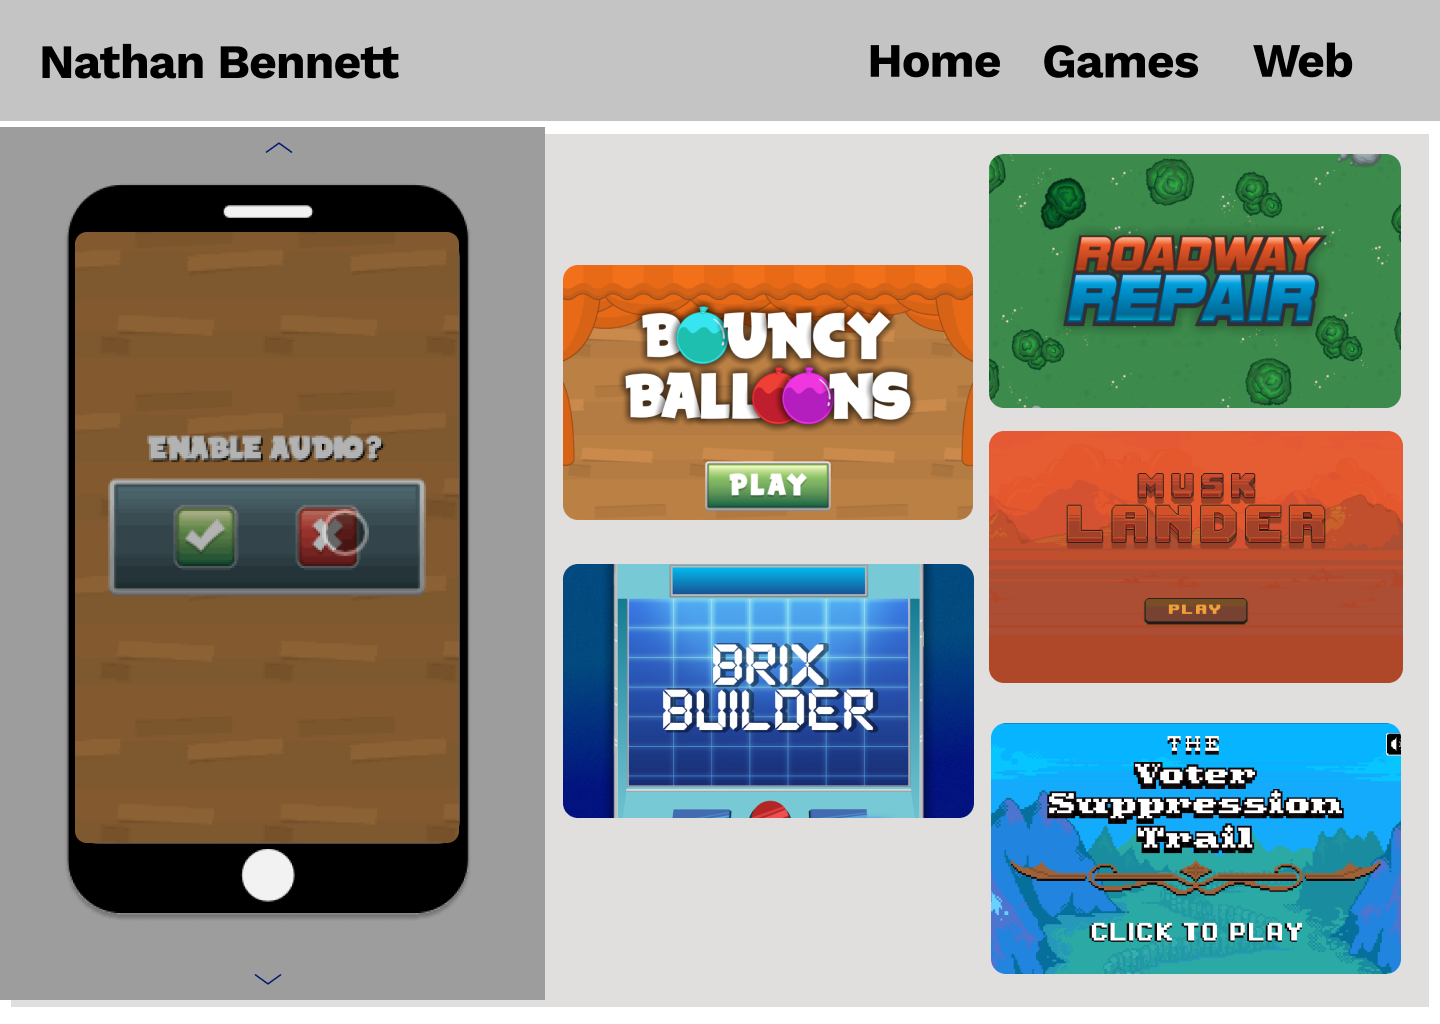 Nathan Bennett
Home Games Web
ENABLE AUDIO?
BOUNCY
BALLOONS
PLAY
BRIX
BUILDER
ROADWAY
REPAIR
MUSK
LANDER
PLAY
THE
Voter
Suppression
Trail
CLICK TO PLAY